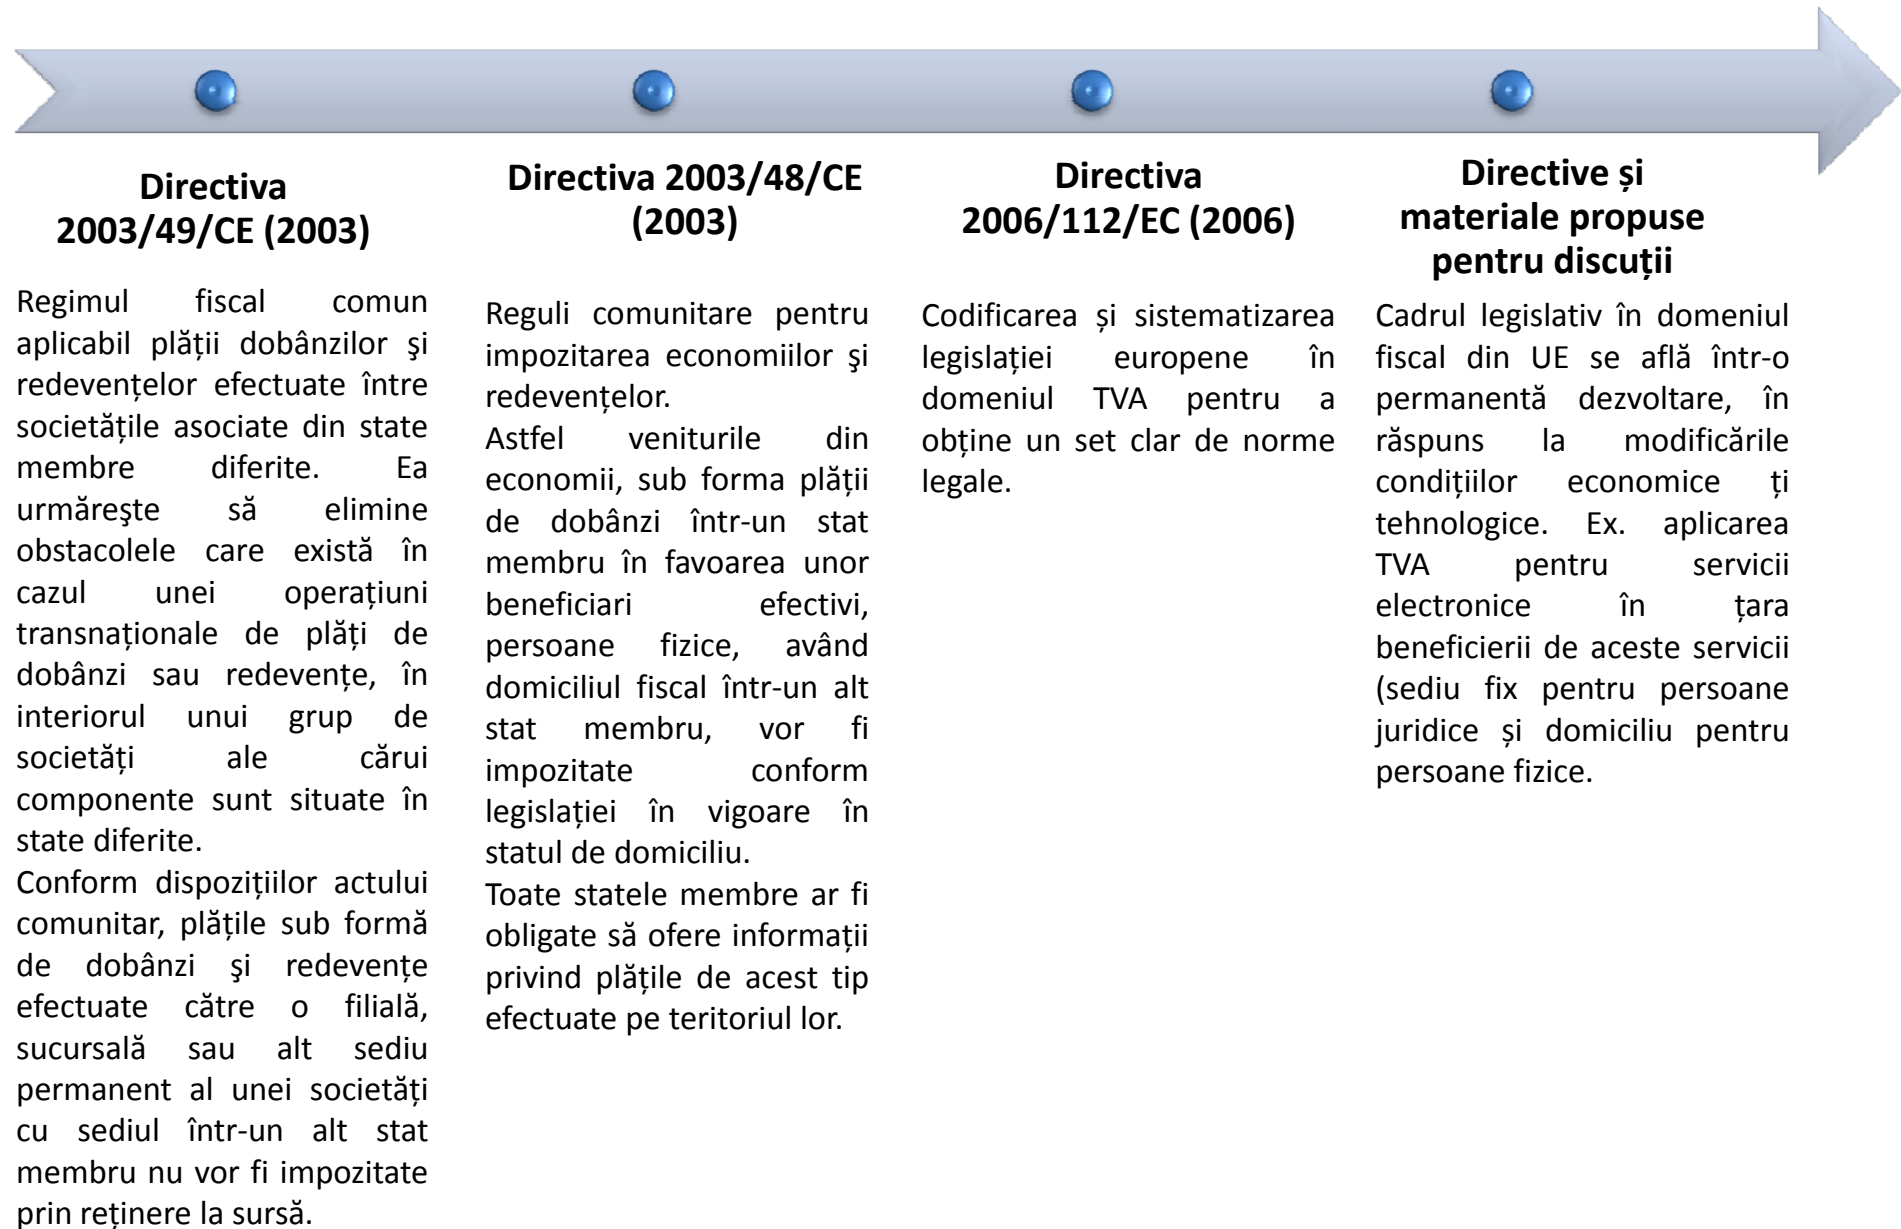 Directiva
2003/49/CE (2003)
Regimul fiscal comun
aplicabil plății dobânzilor şi
redevențelor efectuate între
societățile asociate din state
membre diferite. Ea
urmăreşte să elimine
obstacolele care există în
cazul unei operațiuni
transnaționale de plăți de
dobânzi sau redevențe, în
interiorul unui grup de
societăți ale cărui
componente sunt situate în
state diferite.
Conform dispozițiilor actului
comunitar, plățile sub formă
de dobânzi şi redevențe
efectuate către o filială,
sucursală sau alt sediu
permanent al unei societăți
cu sediul într-un alt stat
membru nu vor fi impozitate
prin reținere la sursă.
Directiva 2003/48/CE
(2003)
Reguli comunitare pentru
impozitarea economiilor şi
redevențelor.
Astfel veniturile din
economii, sub forma plății
de dobânzi într-un stat
membru în favoarea unor
beneficiari efectivi,
persoane fizice, având
domiciliul fiscal într-un alt
stat membru, vor fi
impozitate conform
legislației în vigoare în
statul de domiciliu.
Toate statele membre ar fi
obligate să ofere informații
privind plățile de acest tip
efectuate pe teritoriul lor.
Directiva
2006/112/EC (2006)
Codificarea și sistematizarea
legislației europene în
domeniul TVA pentru a
obține un set clar de norme
legale.
Directive și
materiale propuse
pentru discuții
Cadrul legislativ în domeniul
fiscal din UE se află într-o
permanentă dezvoltare, în
răspuns la modificările
condițiilor economice ți
tehnologice. Ex. aplicarea
TVA pentru servicii
electronice în țara
beneficierii de aceste servicii
(sediu fix pentru persoane
juridice și domiciliu pentru
persoane fizice.